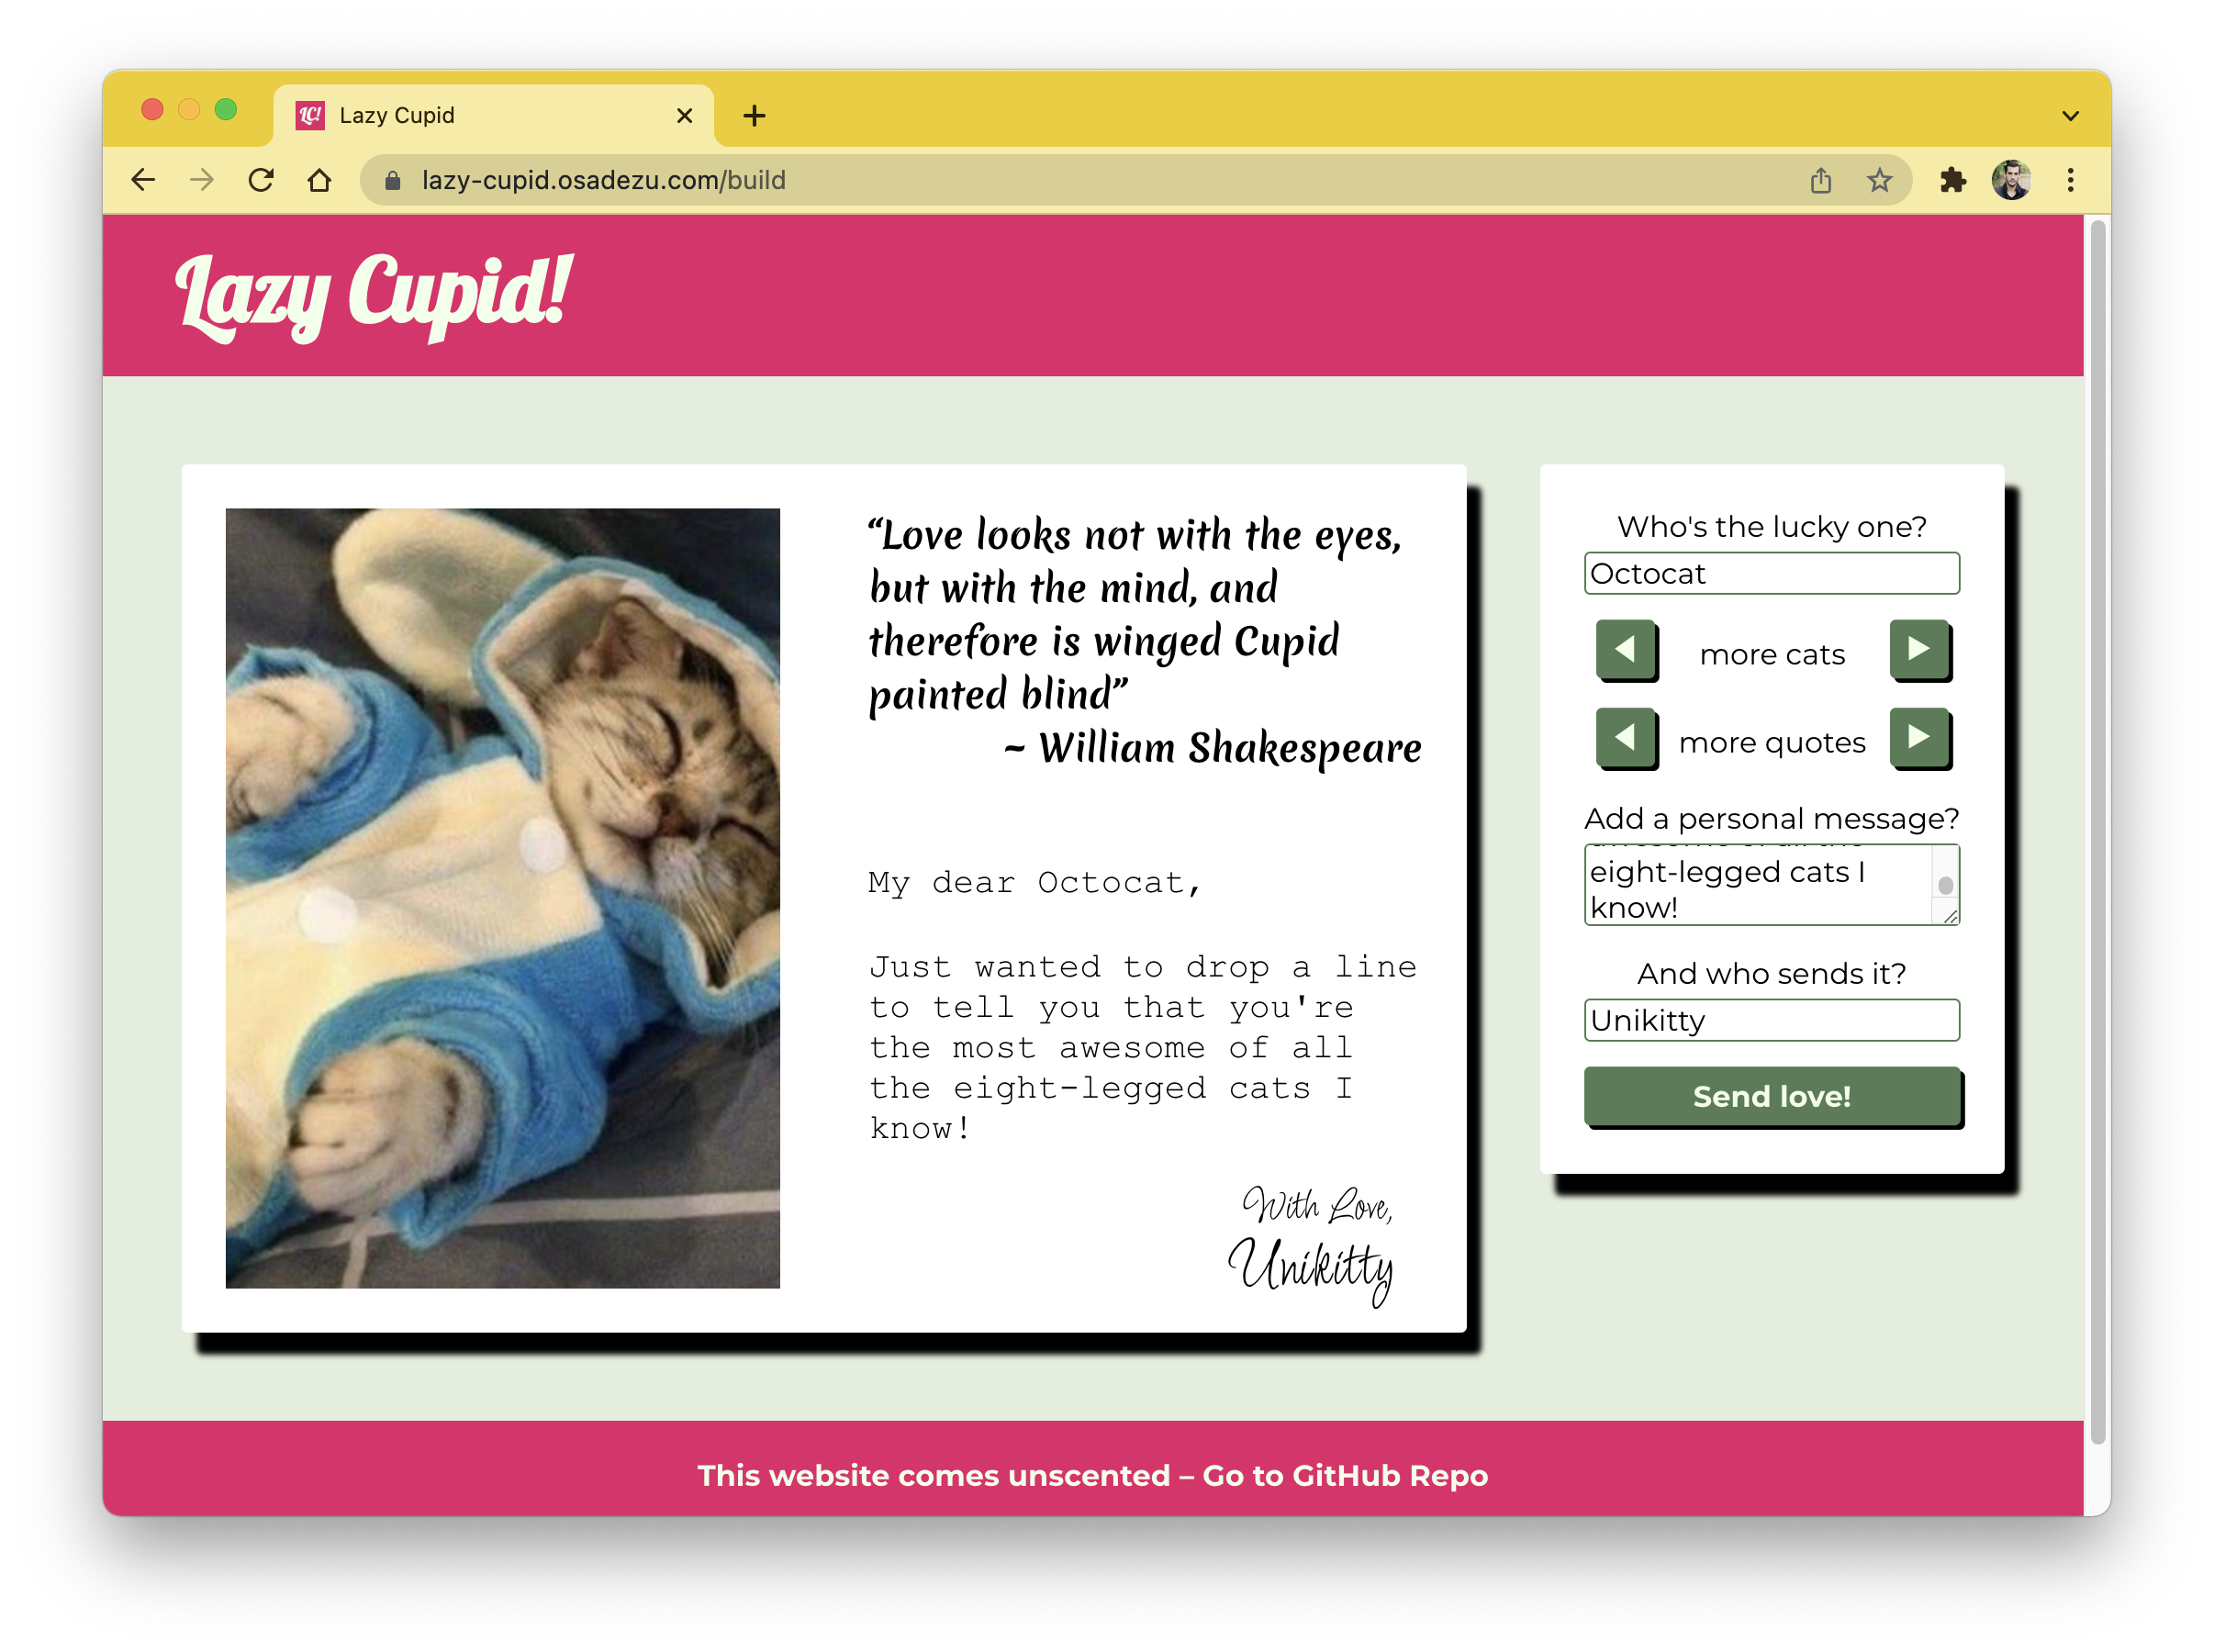 LC!
Lazy Cupid
lazy-cupid.osadezu.com/build
Lazy Cupid!
“Love looks not with the eyes,
but with the mind, and
therefore is winged Cupid
painted blind”
~ William Shakespeare
My dear Octocat,
Just wanted to drop a line
to tell you that you're
the most awesome of all
the eight-legged cats I
know!
With Love,
Unikitty
Who's the lucky one?
Octocat
more cats
more quotes
Add a personal message?
eight-legged cats I
know!
And who sends it?
Unikitty
Send love!
This website comes unscented – Go to GitHub Repo